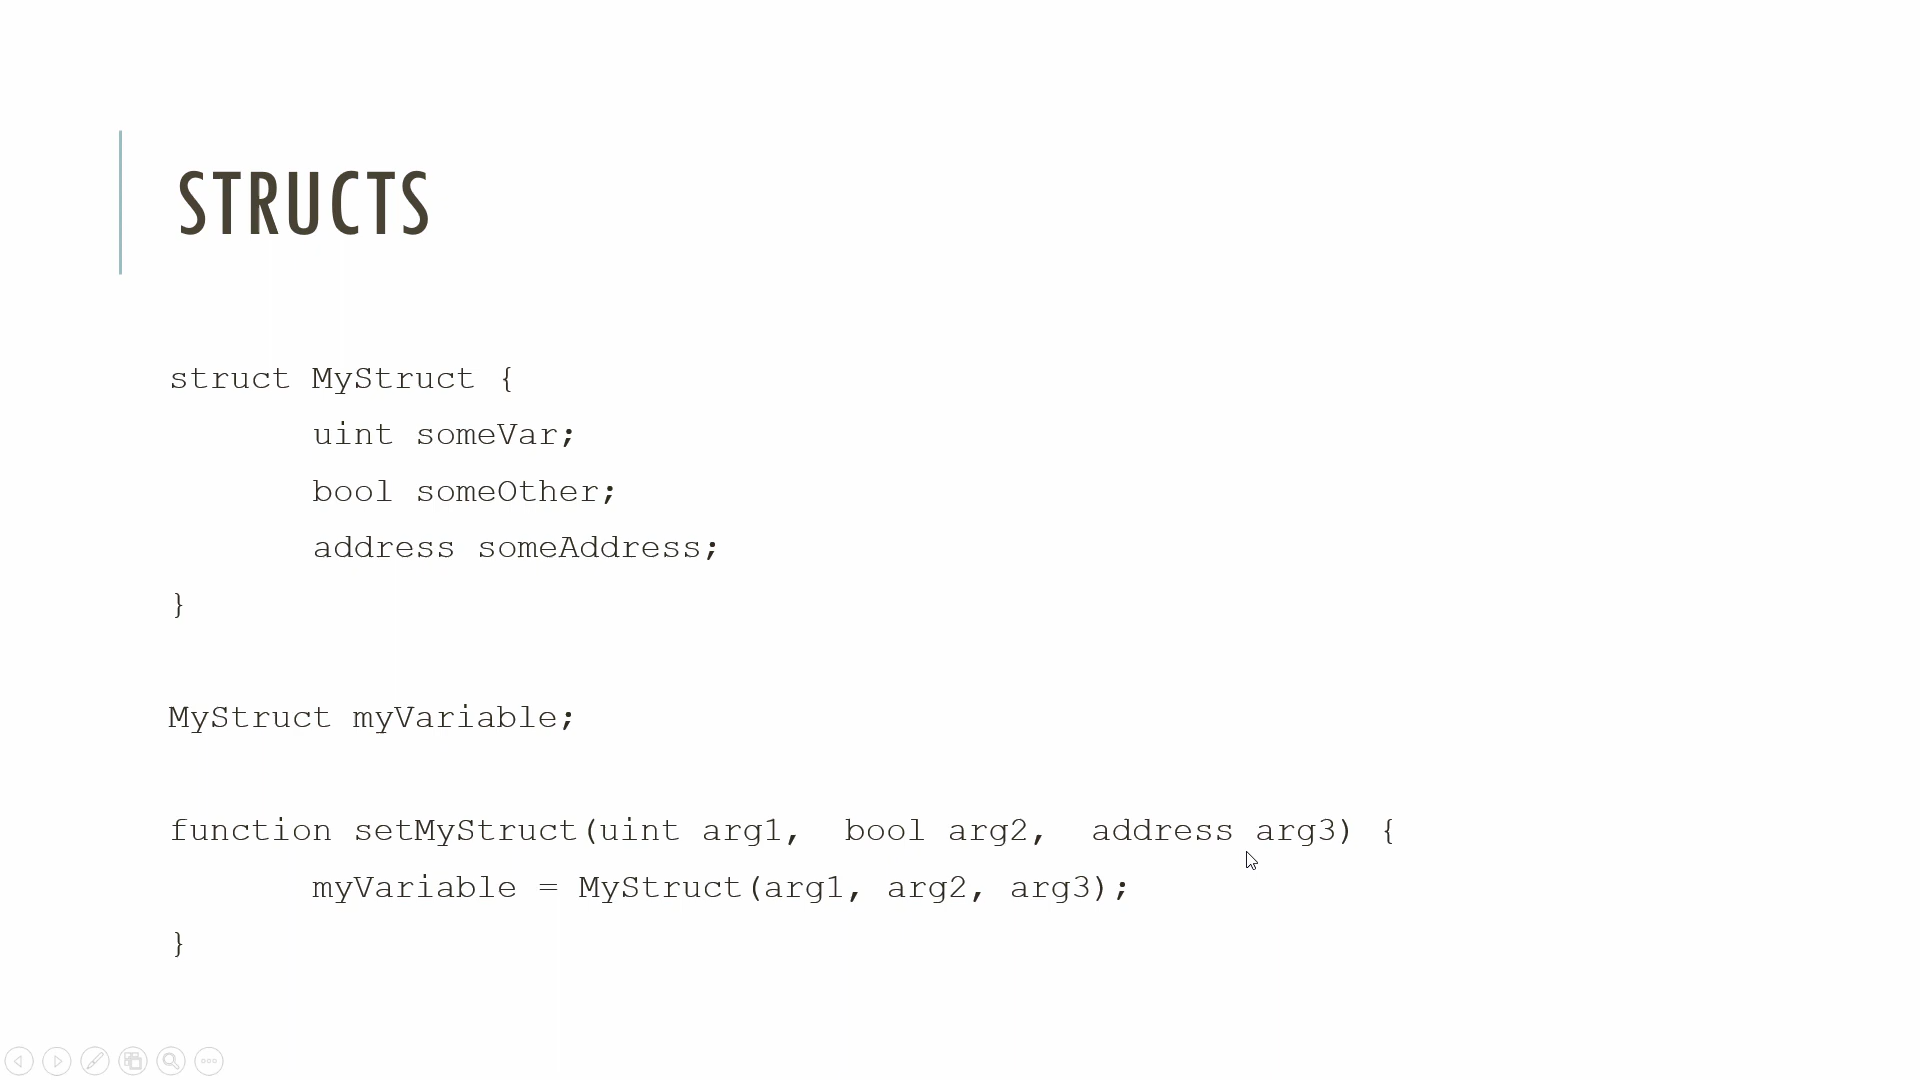 STRUCTS
struct MyStruct {
uint someVar;
bool someOther;
address someAddress;
}
MyStruct myVariable;
function setMyStruct(uint arg1,  bool arg2,  address arg3) {
myVariable = MyStruct(arg1, arg2, arg3);
}